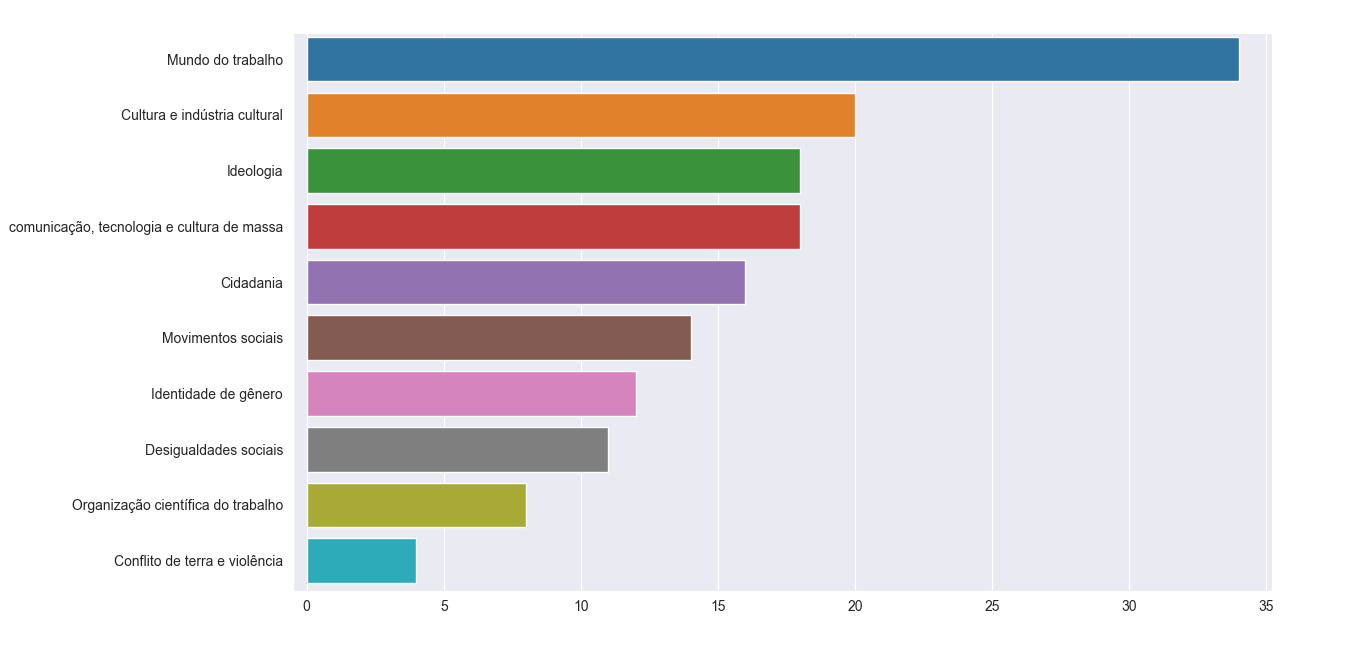 Mundo do trabalho
Cultura e indústria cultural
Ideologia
comunicação, tecnologia e cultura de massa
Cidadania
Movimentos sociais
Identidade de gênero
Desigualdades sociais
Organização científica do trabalho
Conflito de terra e violência
0 5 10 15 20 25 30 35